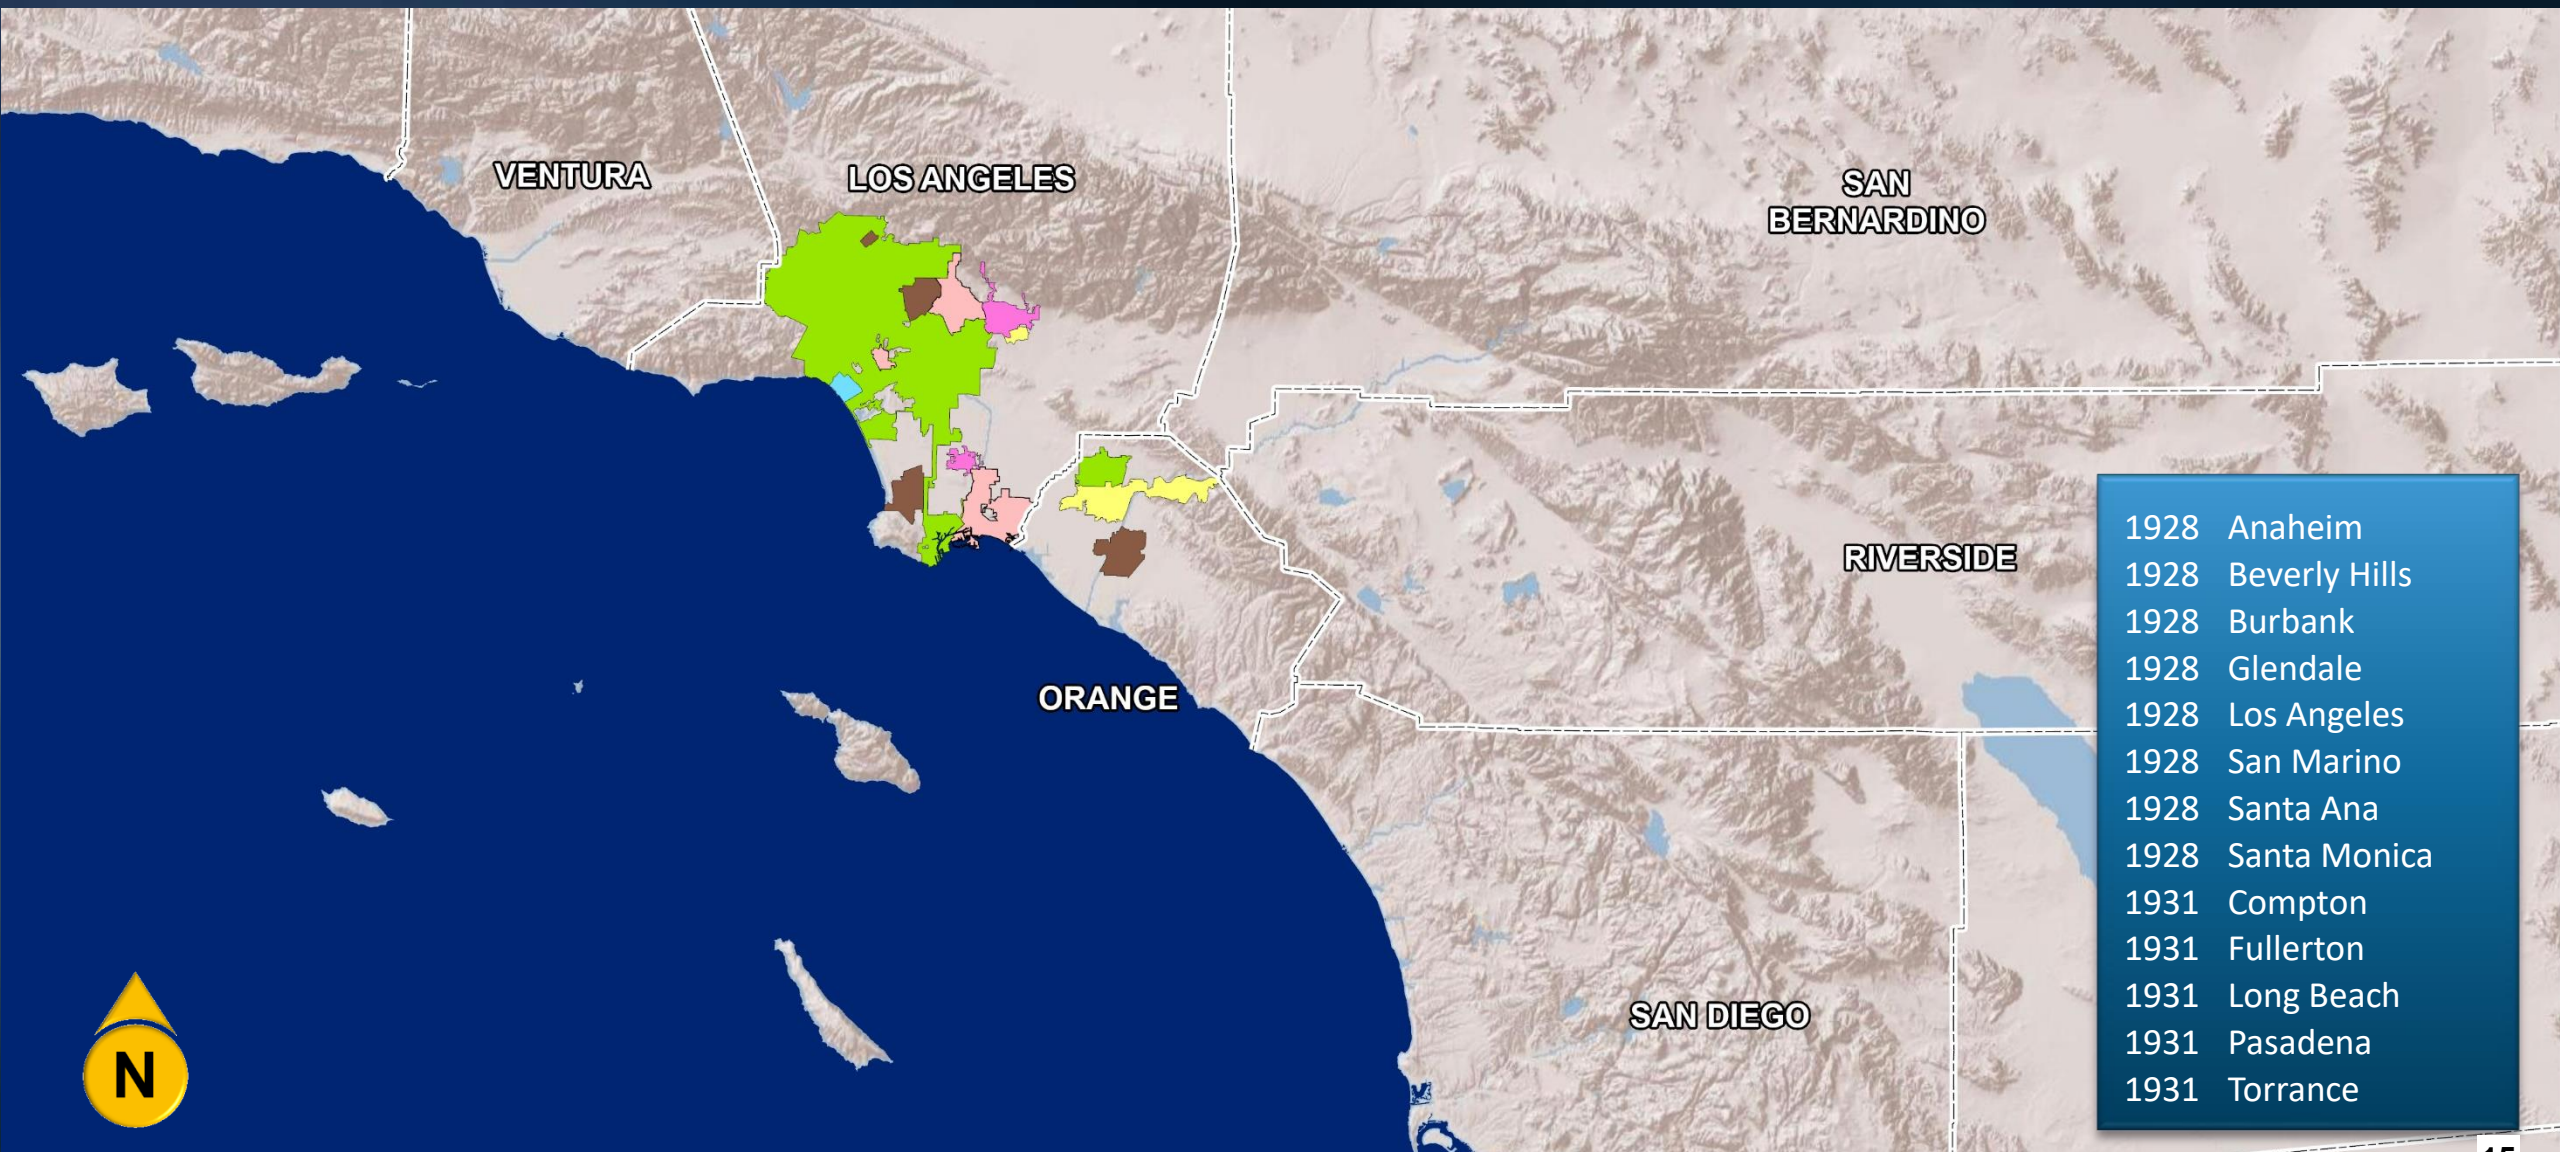 VENTURA
LOS ANGELES
SAN
BERNARDINO
RIVERSIDE
ORANGE
SAN DIEGO
N
1928 Anaheim
1928 Beverly Hills
1928 Burbank
1928 Glendale
1928 Los Angeles
1928 San Marino
1928 Santa Ana
1928 Santa Monica
1931 Compton
1931 Fullerton
1931 Long Beach
1931 Pasadena
1931 Torrance